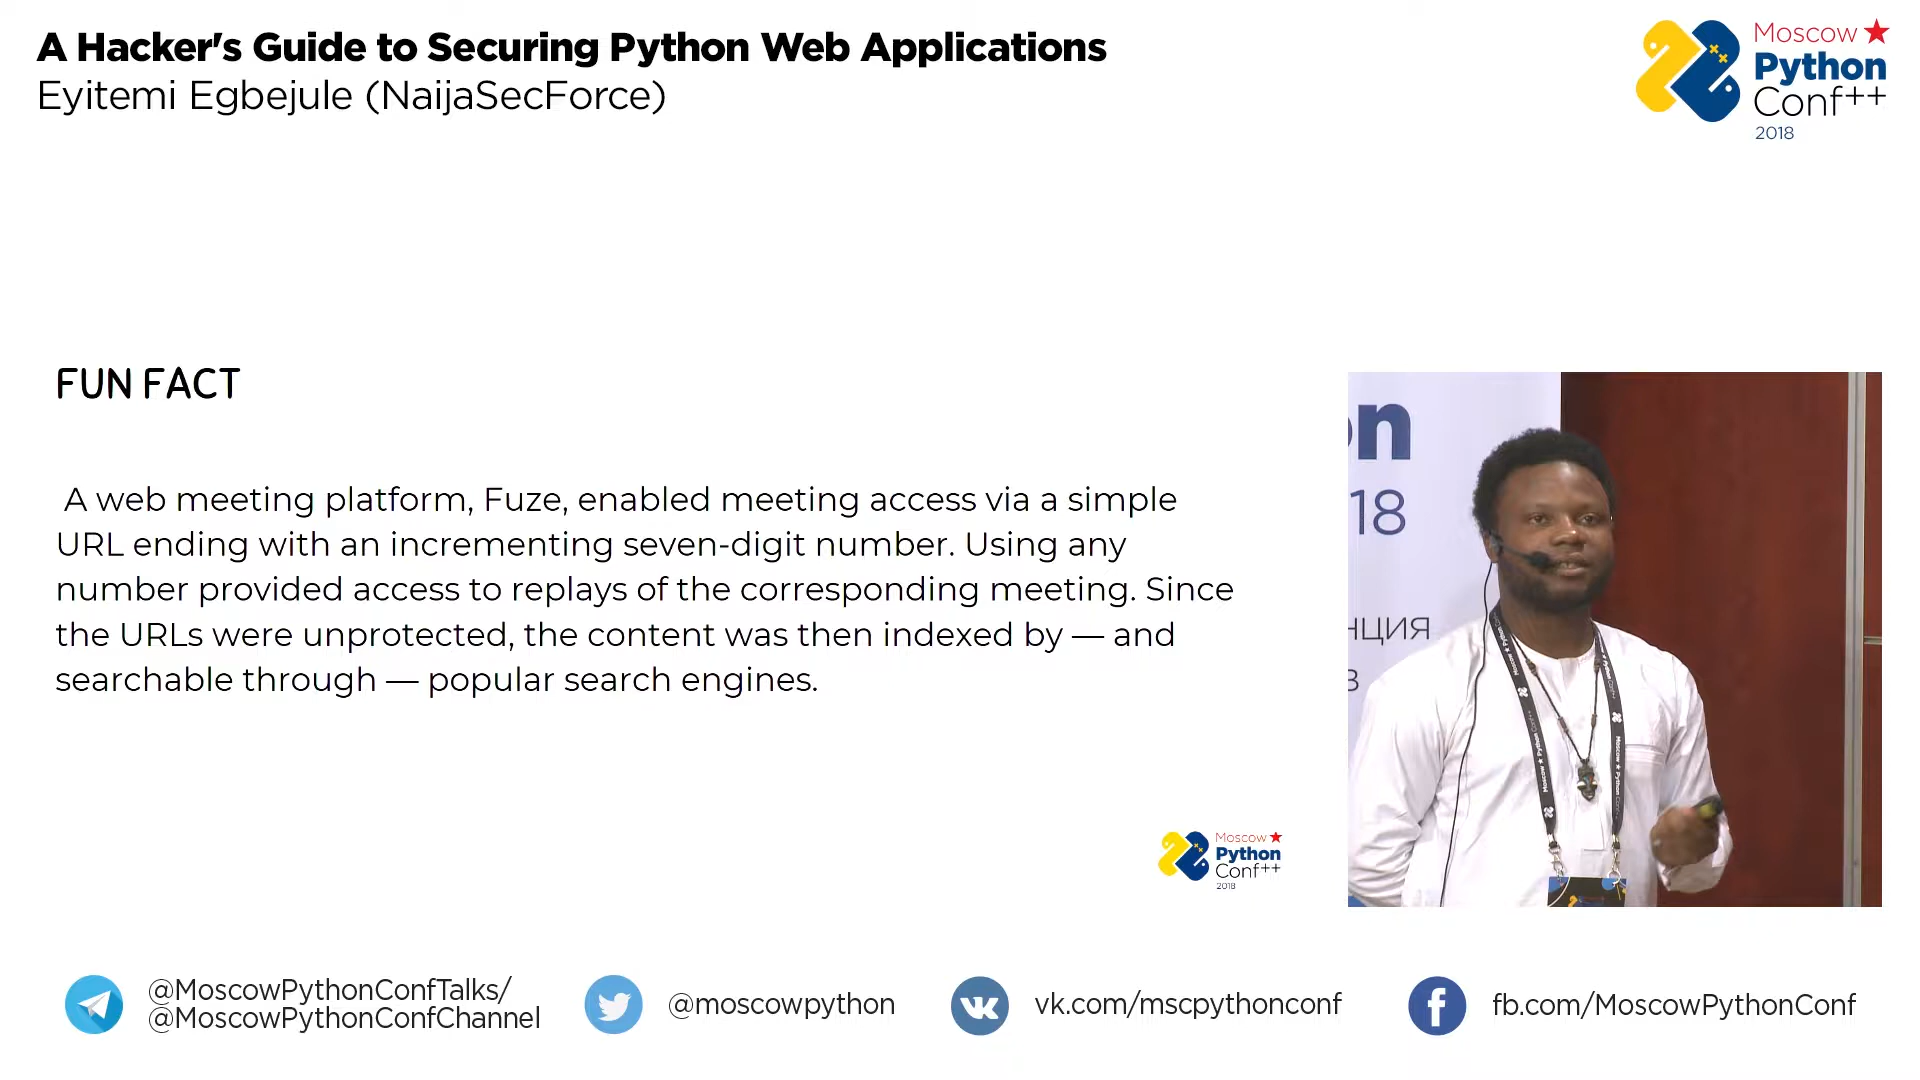 A Hacker's Guide to Securing Python Web Applications
Eyitemi Egbejule (NaijaSecForce)
Moscow
Python
Conf++
2018
FUN FACT
A web meeting platform, Fuze, enabled meeting access via a simple
URL ending with an incrementing seven-digit number. Using any
number provided access to replays of the corresponding meeting. Since
the URLs were unprotected, the content was then indexed by — and
searchable through — popular search engines.
on
18
нция
Moscow
Python
Conf++
2018
@MoscowPythonConfTalks/
@MoscowPythonConfChannel
@moscowpython
vk.com/mscpythonconf
fb.com/MoscowPythonConf